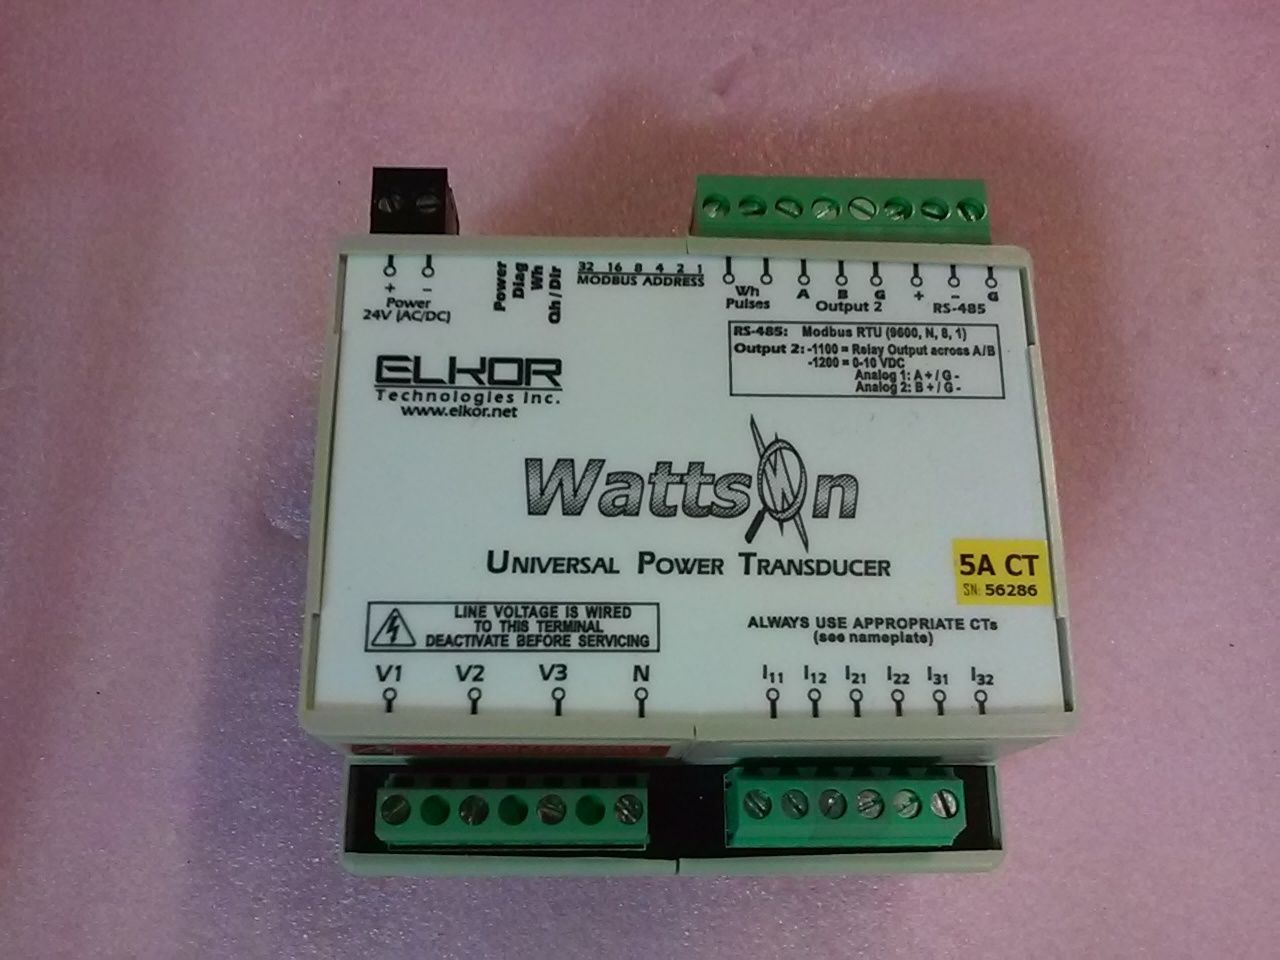 + -
Power
24V (AC/DC)
Power
Diag
Wh
Qh / Dir
32 16 8 4 2 1
MODBUS ADDRESS
Wh
Pulses
A B G
Output 2
+ - G
RS-485
RS-485: Modbus RTU (9600, N, 8, 1)
Output 2: -1100 = Relay Output across A/B
-1200 = 0-10 VDC
Analog 1: A + / G -
Analog 2: B + / G -
ELKOR
Technologies Inc.
www.elkor.net
WattsOn
UNIVERSAL POWER TRANSDUCER
5A CT
SN: 56286
LINE VOLTAGE IS WIRED
TO THIS TERMINAL
DEACTIVATE BEFORE SERVICING
ALWAYS USE APPROPRIATE CTs
(see nameplate)
V1 V2 V3 N
I11 I12 I21 I22 I31 I32